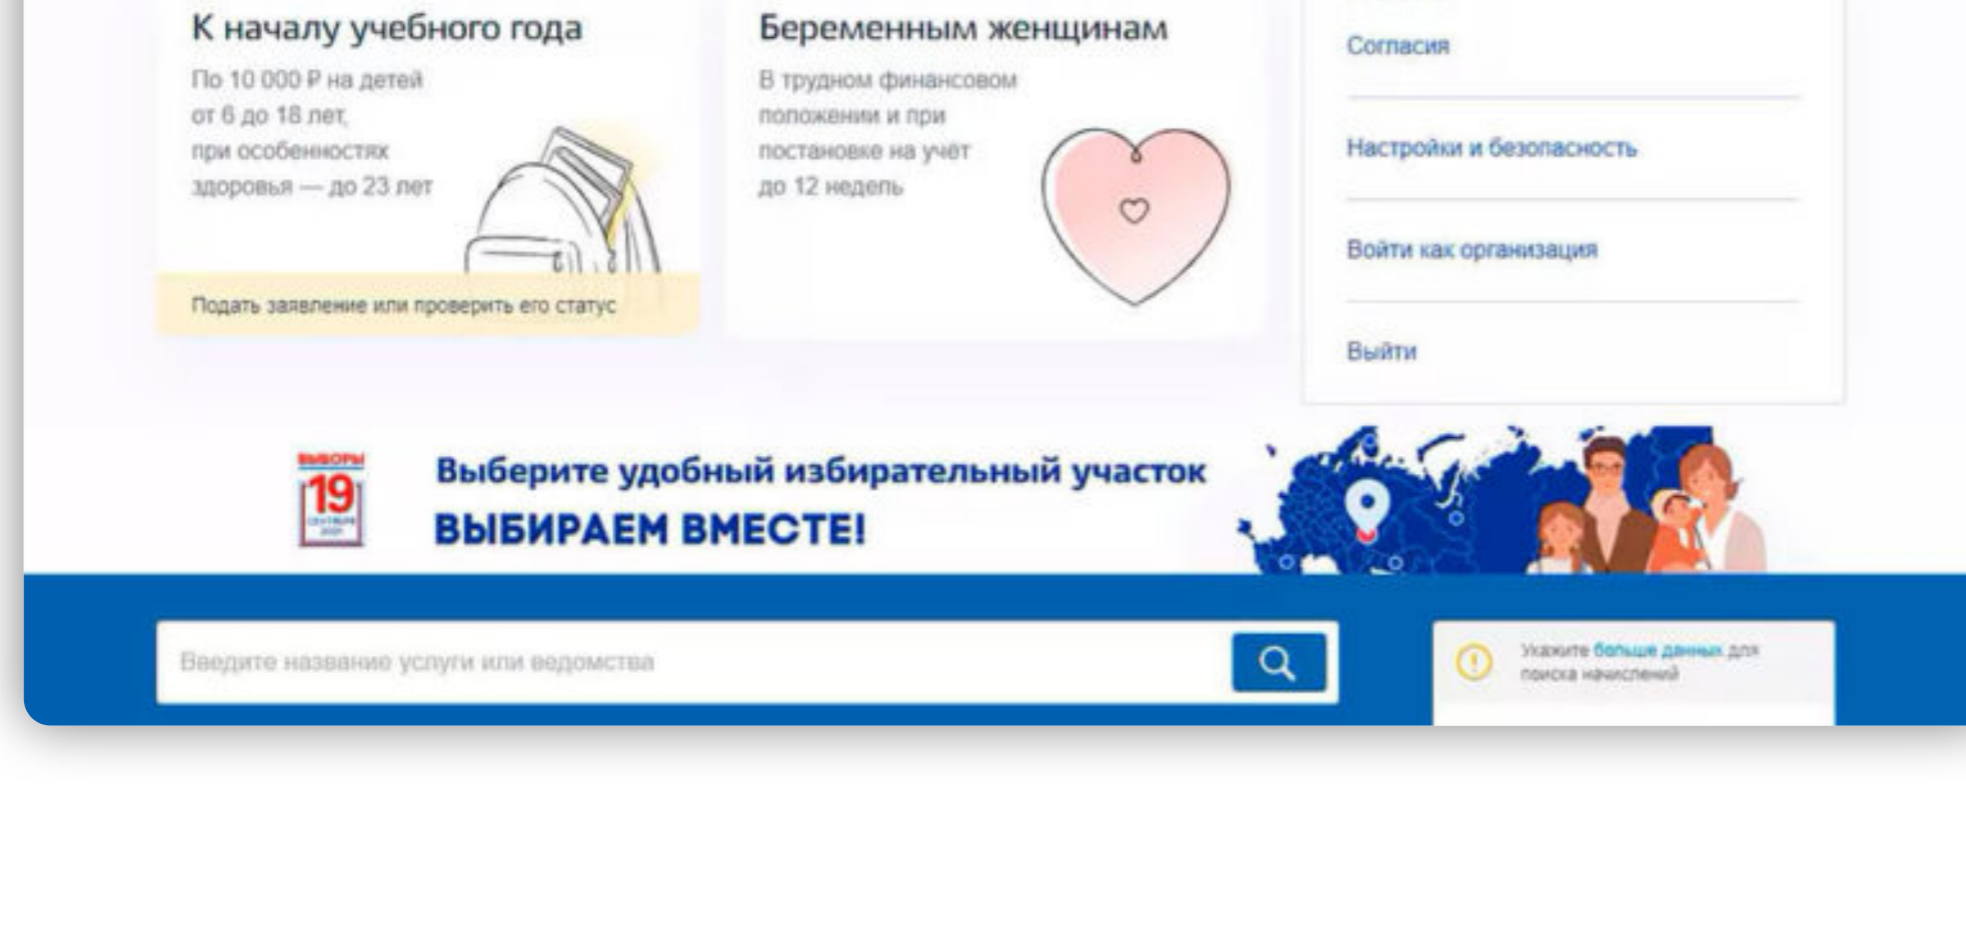 К началу учебного года
По 10 000 ₽ на детей
от 6 до 18 лет,
при особенностях
здоровья — до 23 лет
Подать заявление или проверить его статус
Беременным женщинам
В трудном финансовом
положении и при
постановке на учёт
до 12 недель
Согласия
Настройки и безопасность
Войти как организация
Выйти
ВЫБОРЫ
19
СЕНТЯБРЯ
2021
Выберите удобный избирательный участок
ВЫБИРАЕМ ВМЕСТЕ!
Введите название услуги или ведомства
Укажите больше данных для
поиска начислений